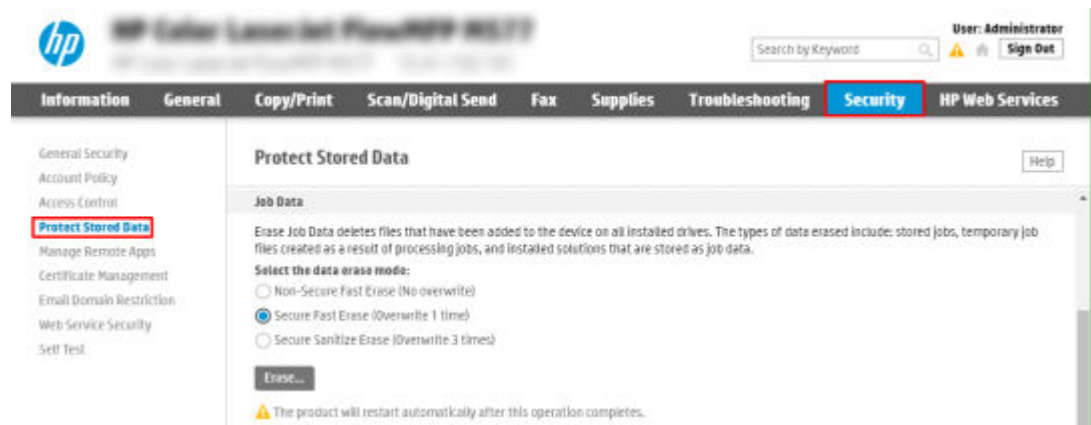 hp
HP Color LaserJet FlowMFP M577
User: Administrator
Search by Keyword
Sign Out
Information General Copy/Print Scan/Digital Send Fax Supplies Troubleshooting Security HP Web Services
General Security
Account Policy
Access Control
Protect Stored Data
Manage Remote Apps
Certificate Management
Email Domain Restriction
Web Service Security
Self Test
Protect Stored Data
Help
Job Data
Erase Job Data deletes files that have been added to the device on all installed drives. The types of data erased include: stored jobs, temporary job
files created as a result of processing jobs, and installed solutions that are stored as job data.
Select the data erase mode:
Non-Secure Fast Erase (No overwrite)
Secure Fast Erase (Overwrite 1 time)
Secure Sanitize Erase (Overwrite 3 times)
Erase...
The product will restart automatically after this operation completes.